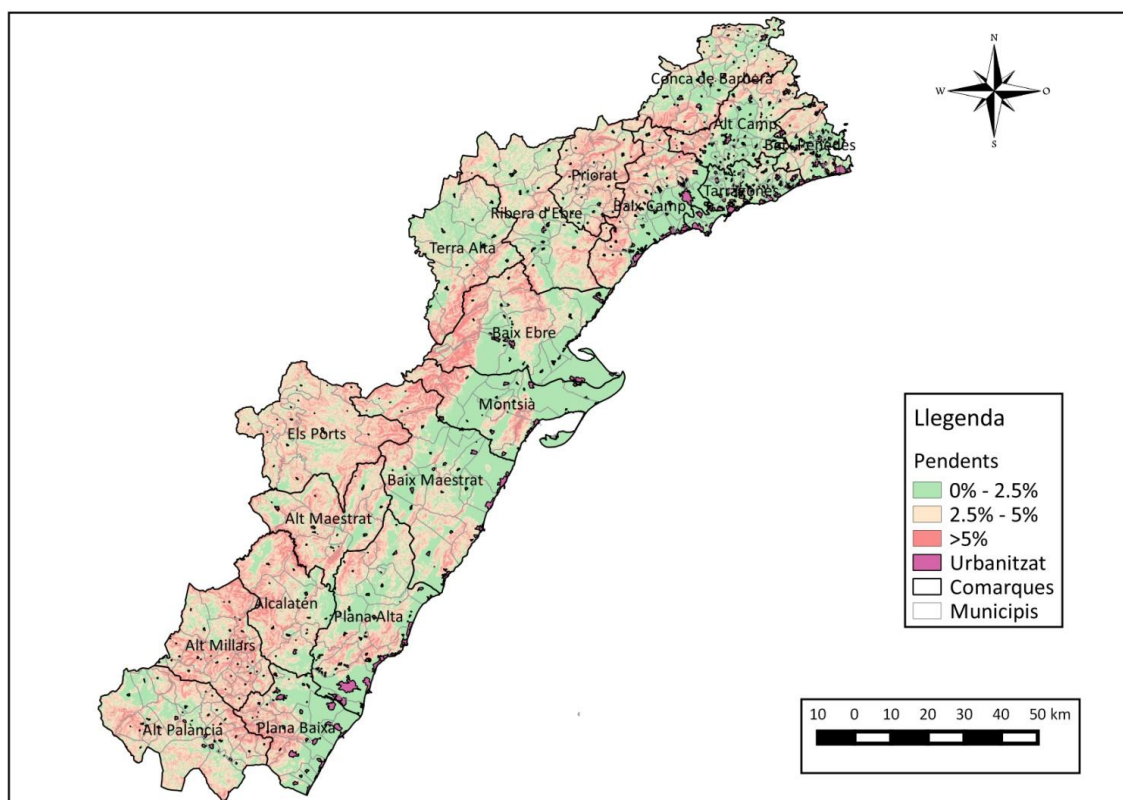 N
W
O
S
Conca de Barberà
Alt Camp
Baix Penedès
Priorat
Tarragonès
Baix Camp
Ribera d'Ebre
Terra Alta
Baix Ebre
Montsià
Els Ports
Baix Maestrat
Alt Maestrat
Alcalatén
Plana Alta
Alt Millars
Alt Palància
Plana Baixa
Llegenda
Pendents
0% - 2.5%
2.5% - 5%
>5%
Urbanitzat
Comarques
Municipis
10 0 10 20 30 40 50 km